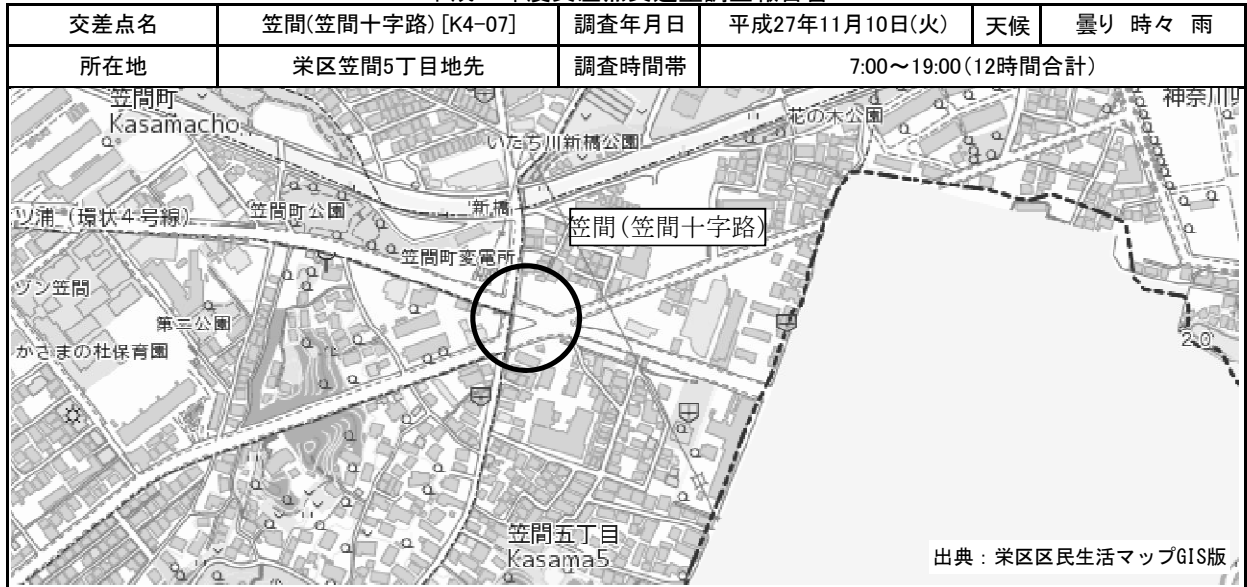 交差点名 笠間(笠間十字路)[K4-07] 調査年月日 平成27年11月10日(火) 天候 曇り 時々 雨
所在地 栄区笠間5丁目地先 調査時間帯 7:00～19:00(12時間合計)
笠間町
Kasamacho
花の木公園
神奈川県
いたち川新橋公園
新橋
笠間町公園
ツ浦 (環状4号線)
笠間(笠間十字路)
笠間町変電所
ゾン笠間
第二公園
かさまの杜保育園
20
笠間五丁目
Kasama5
出典：栄区区民生活マップGIS版